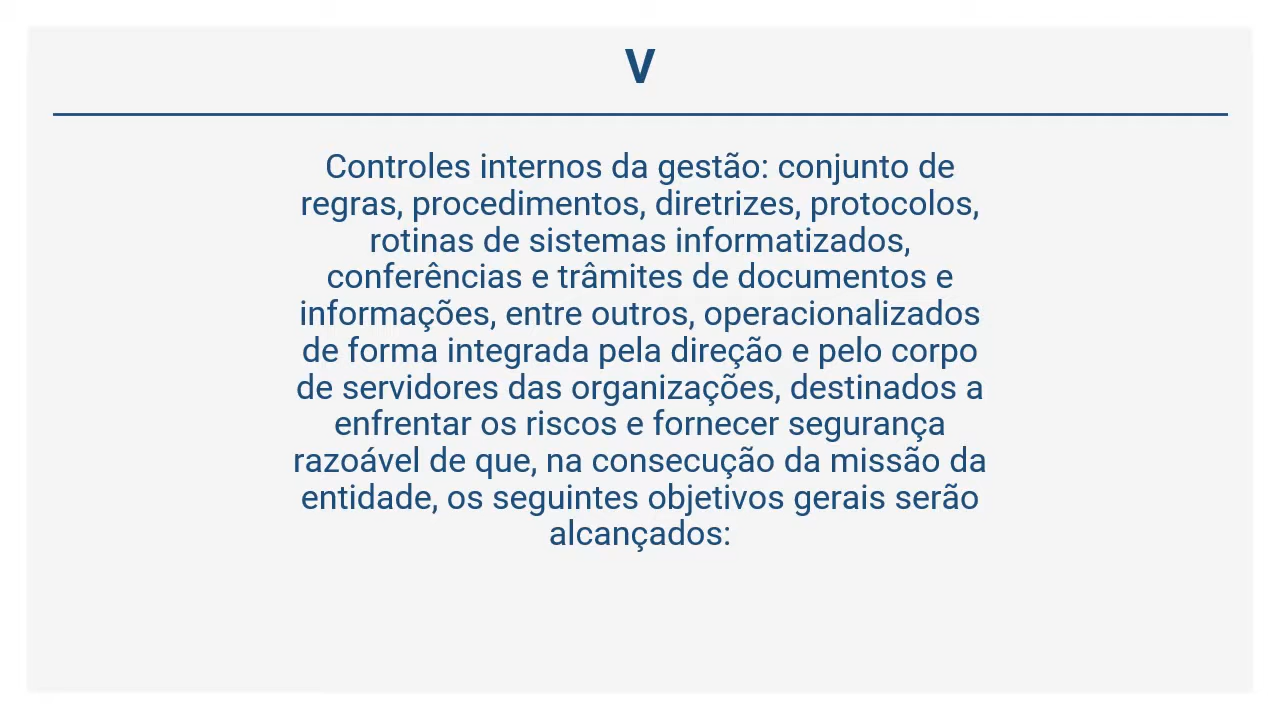 V
Controles internos da gestão: conjunto de
regras, procedimentos, diretrizes, protocolos,
rotinas de sistemas informatizados,
conferências e trâmites de documentos e
informações, entre outros, operacionalizados
de forma integrada pela direção e pelo corpo
de servidores das organizações, destinados a
enfrentar os riscos e fornecer segurança
razoável de que, na consecução da missão da
entidade, os seguintes objetivos gerais serão
alcançados: